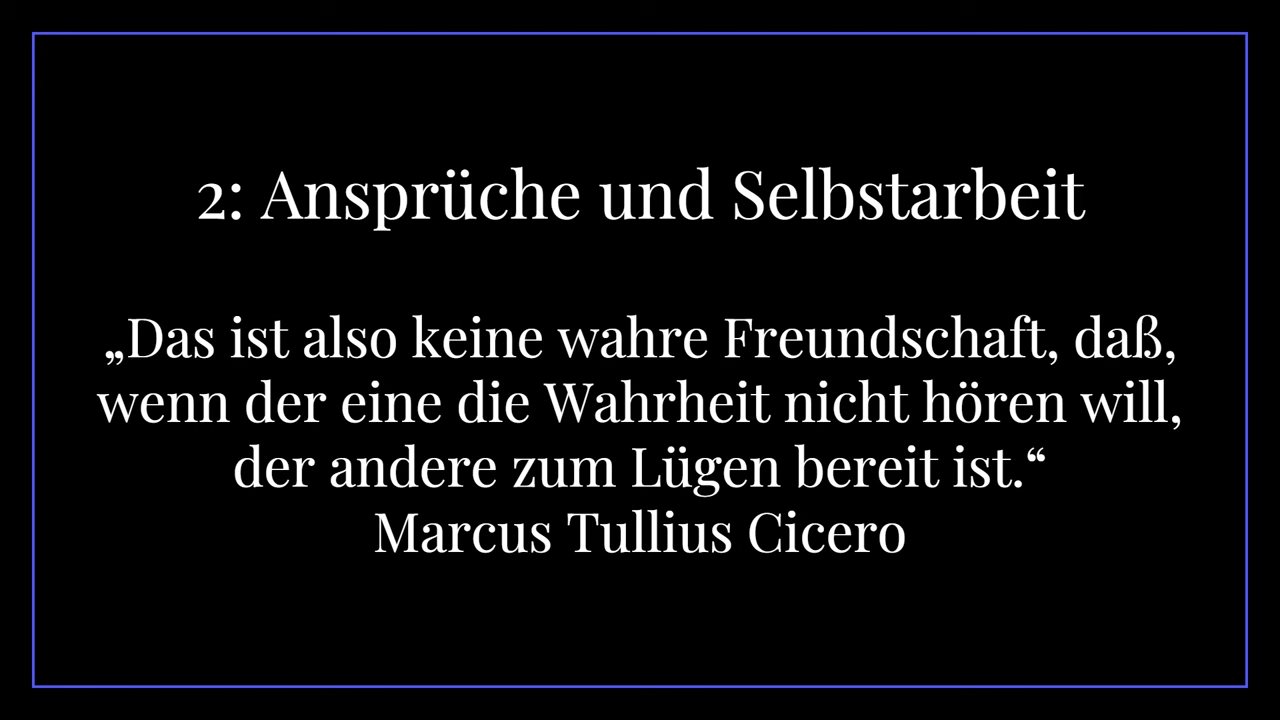 2: Ansprüche und Selbstarbeit
„Das ist also keine wahre Freundschaft, daß,
wenn der eine die Wahrheit nicht hören will,
der andere zum Lügen bereit ist.“
Marcus Tullius Cicero